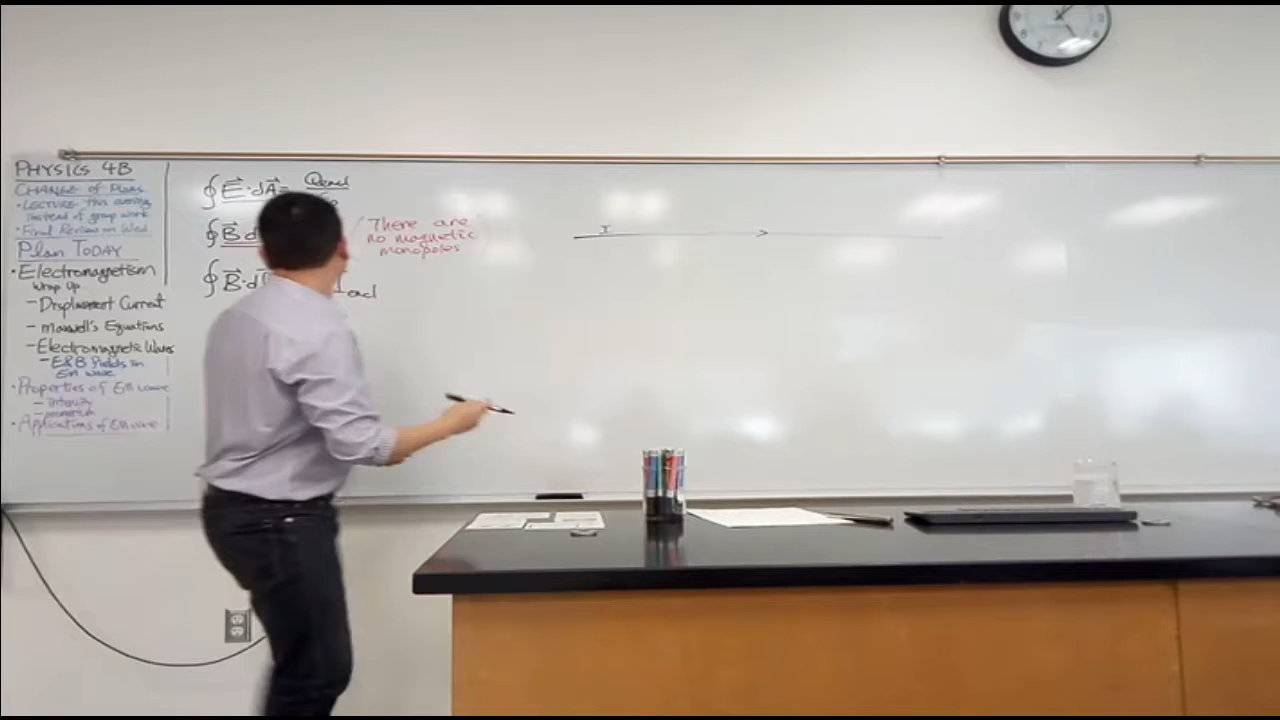 PHYSICS 4B
CHANGE of Plans
• LECTURE this evening
instead of group work
• Final Review on Wed.
Plan TODAY
• Electromagnetism
Wrap Up
- Displacement Current
- Maxwell's Equations
- Electromagnetic Waves
- E&B fields in
EM wave
• Properties of EM wave
- intensity
- momentum
• Applications of EM wave
∮ E⃗ · dA⃗ = Qencl
∮ B⃗ · d
There are
no magnetic
monopoles
∮ B⃗ · d I encl
I